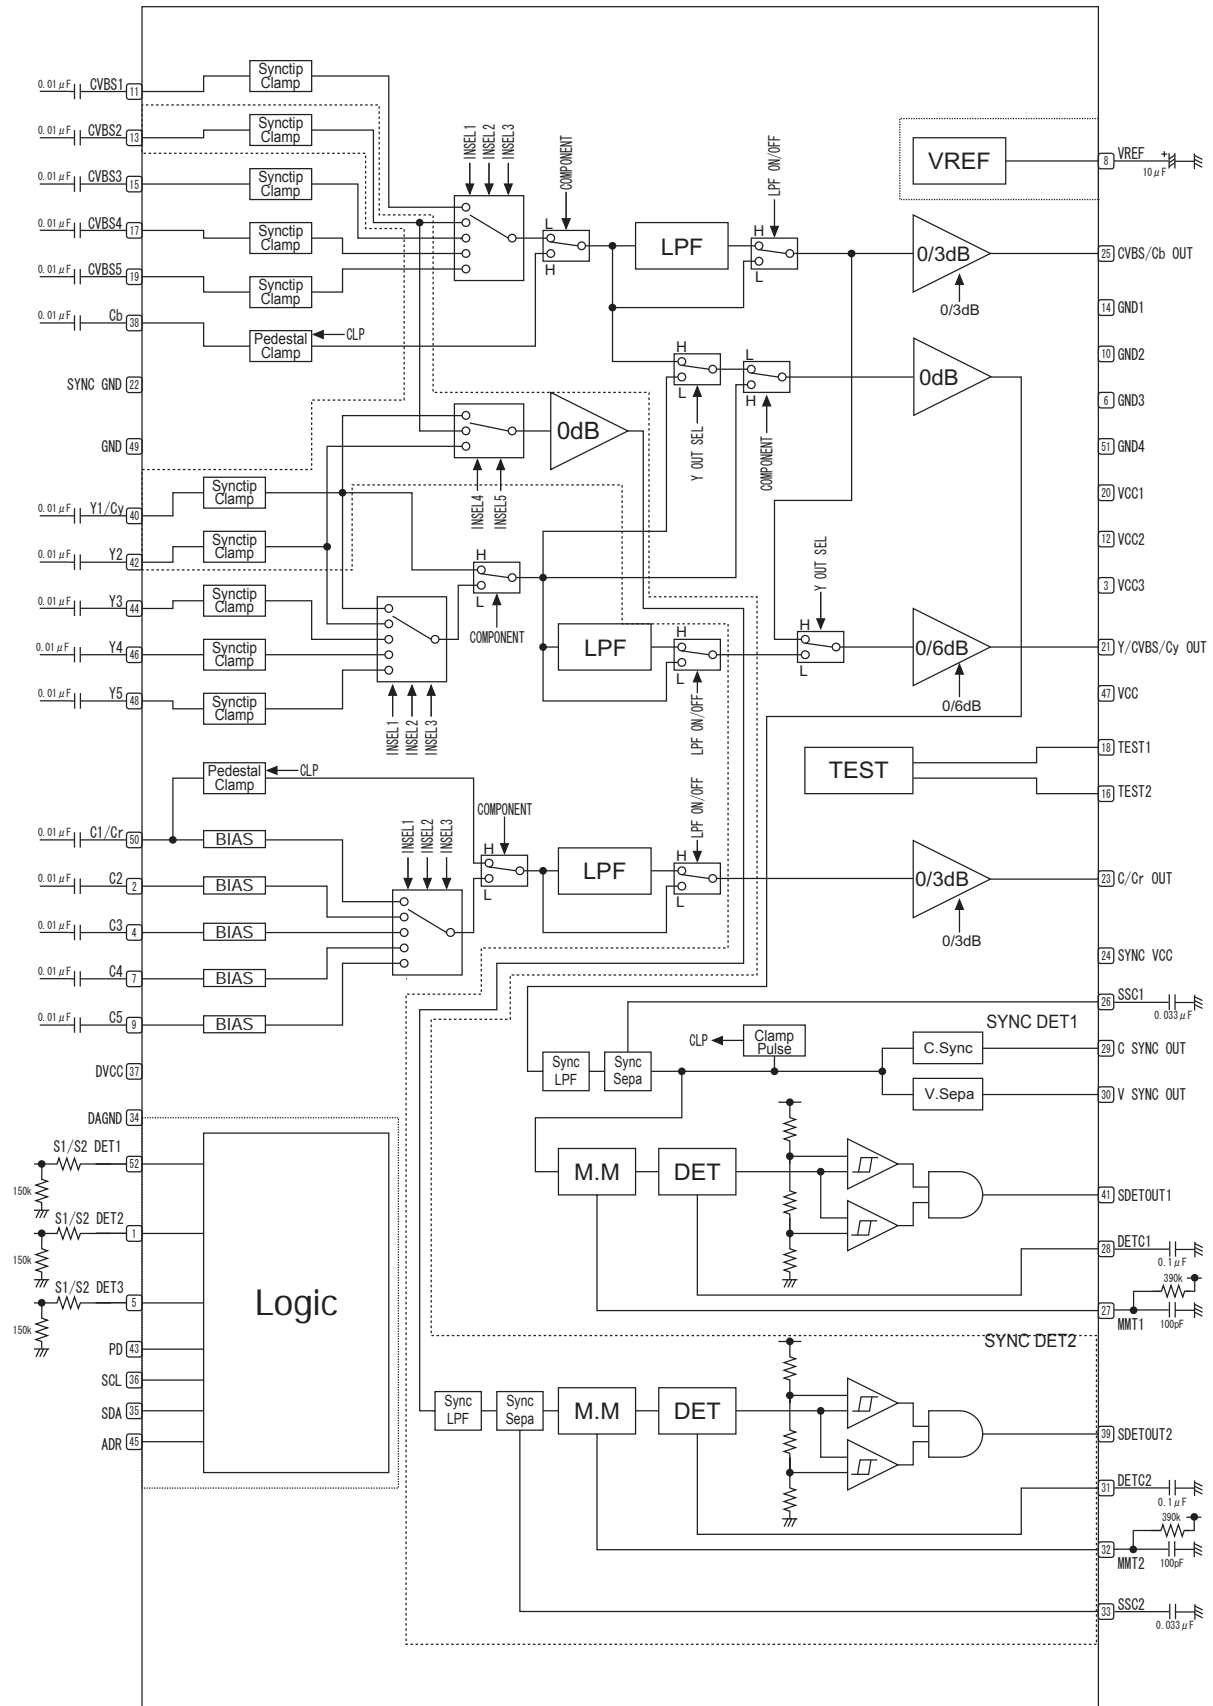 0.01μF CVBS1 11 Synctip Clamp
0.01μF CVBS2 13 Synctip Clamp
0.01μF CVBS3 15 Synctip Clamp
0.01μF CVBS4 17 Synctip Clamp
0.01μF CVBS5 19 Synctip Clamp
0.01μF Cb 38 Pedestal Clamp CLP
SYNC GND 22
GND 49
INSEL1 INSEL2 INSEL3
COMPONENT
L
H
LPF
LPF ON/OFF
H
L
0/3dB
0/3dB
VREF
8 VREF + 10μF
25 CVBS/Cb OUT
14 GND1
10 GND2
6 GND3
51 GND4
20 VCC1
12 VCC2
3 VCC3
21 Y/CVBS/Cy OUT
47 VCC
18 TEST1
16 TEST2
23 C/Cr OUT
24 SYNC VCC
H
L
Y OUT SEL
L
H
COMPONENT
0dB
0dB
INSEL4 INSEL5
0.01μF Y1/Cy 40 Synctip Clamp
0.01μF Y2 42 Synctip Clamp
0.01μF Y3 44 Synctip Clamp
0.01μF Y4 46 Synctip Clamp
0.01μF Y5 48 Synctip Clamp
INSEL1 INSEL2 INSEL3
H
L
COMPONENT
LPF
H
L
LPF ON/OFF
Y OUT SEL
H
L
0/6dB
0/6dB
TEST
Pedestal Clamp CLP
0.01μF C1/Cr 50 BIAS
0.01μF C2 2 BIAS
0.01μF C3 4 BIAS
0.01μF C4 7 BIAS
0.01μF C5 9 BIAS
INSEL1 INSEL2 INSEL3
COMPONENT
H
L
LPF
LPF ON/OFF
H
L
0/3dB
0/3dB
DVCC 37
DAGND 34
S1/S2 DET1 52
150k
S1/S2 DET2 1
150k
S1/S2 DET3 5
150k
PD 43
SCL 36
SDA 35
ADR 45
Logic
26 SSC1 0.033μF
SYNC DET1
CLP Clamp Pulse
Sync LPF
Sync Sepa
C.Sync
29 C SYNC OUT
V.Sepa
30 V SYNC OUT
M.M
DET
41 SDETOUT1
28 DETC1 0.1μF
390k
27 MMT1 100pF
SYNC DET2
Sync LPF
Sync Sepa
M.M
DET
39 SDETOUT2
31 DETC2 0.1μF
390k
32 MMT2 100pF
33 SSC2 0.033μF